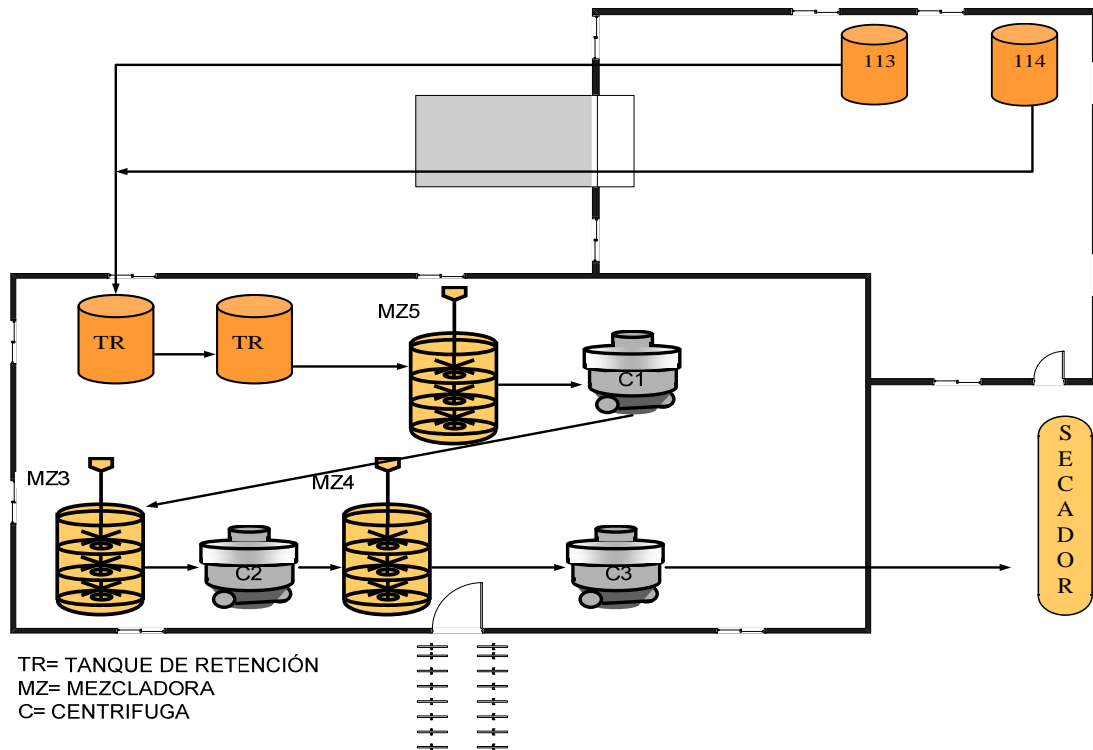 113
114
TR
TR
MZ5
C1
MZ3
MZ4
C2
C3
SECADOR
TR= TANQUE DE RETENCIÓN
MZ= MEZCLADORA
C= CENTRIFUGA